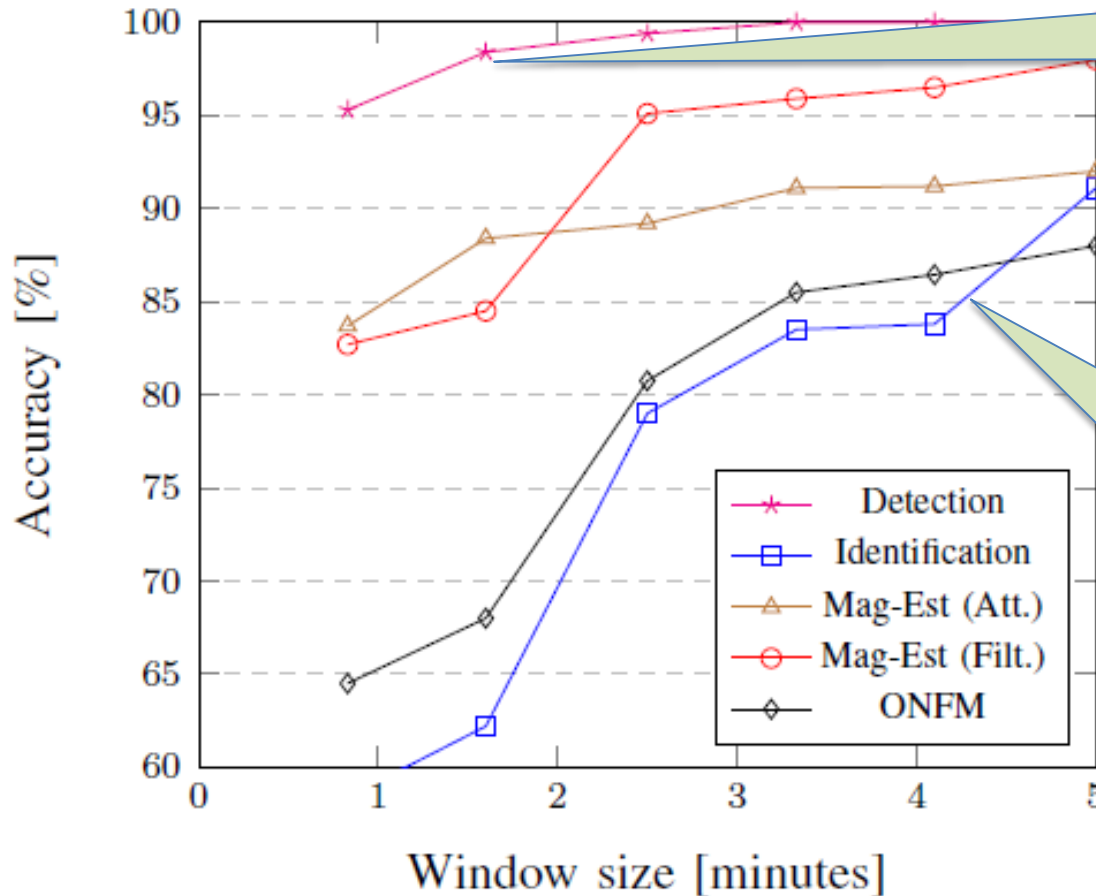 100
95
90
85
80
75
70
65
60
Accuracy [%]
Detection
Identification
Mag-Est (Att.)
Mag-Est (Filt.)
ONFM
0 1 2 3 4 5
Window size [minutes]